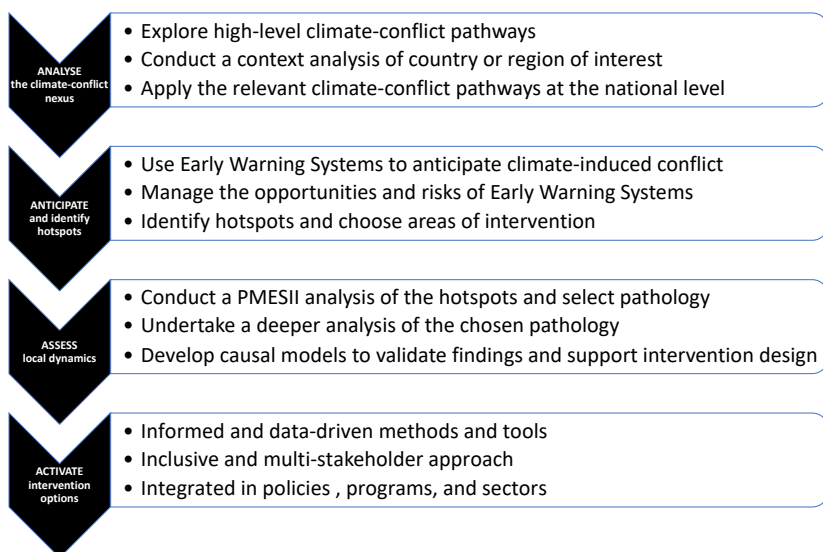 ANALYSE
the climate-conflict
nexus
• Explore high-level climate-conflict pathways
• Conduct a context analysis of country or region of interest
• Apply the relevant climate-conflict pathways at the national level
ANTICIPATE
and identify
hotspots
• Use Early Warning Systems to anticipate climate-induced conflict
• Manage the opportunities and risks of Early Warning Systems
• Identify hotspots and choose areas of intervention
ASSESS
local dynamics
• Conduct a PMESII analysis of the hotspots and select pathology
• Undertake a deeper analysis of the chosen pathology
• Develop causal models to validate findings and support intervention design
ACTIVATE
intervention
options
• Informed and data-driven methods and tools
• Inclusive and multi-stakeholder approach
• Integrated in policies , programs, and sectors